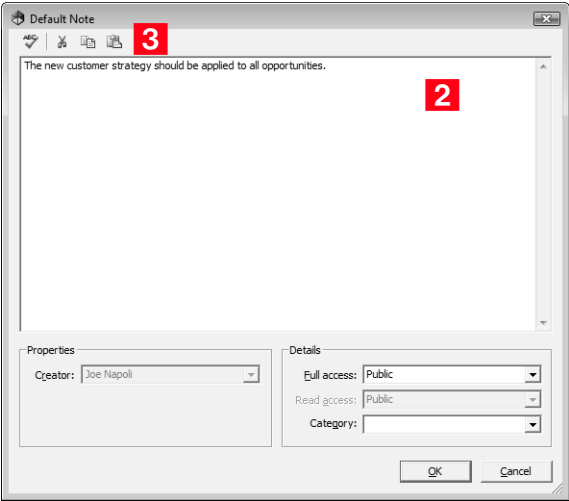 Default Note
ABC
3
The new customer strategy should be applied to all opportunities.
2
Properties
Creator: Joe Napoli
Details
Full access: Public
Read access: Public
Category:
OK
Cancel